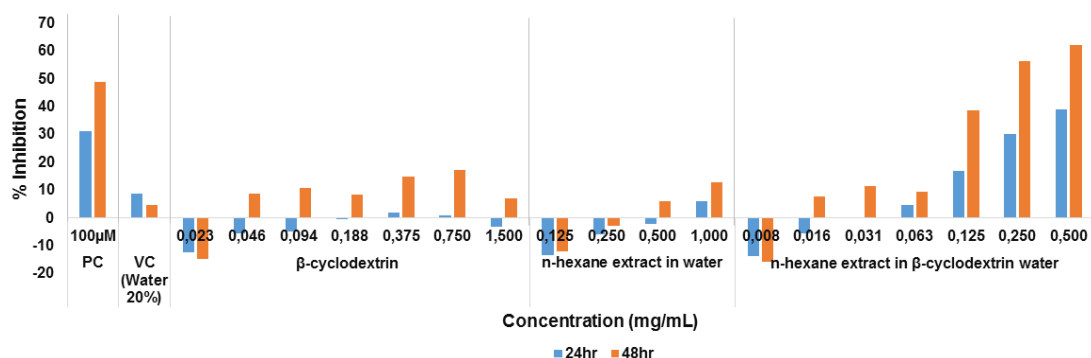 70
60
50
40
30
20
10
0
-10
-20
% Inhibition
100µM 0,023 0,046 0,094 0,188 0,375 0,750 1,500 0,125 0,250 0,500 1,000 0,008 0,016 0,031 0,063 0,125 0,250 0,500
PC VC β-cyclodextrin n-hexane extract in water n-hexane extract in β-cyclodextrin water
(Water
20%)
Concentration (mg/mL)
24hr 48hr